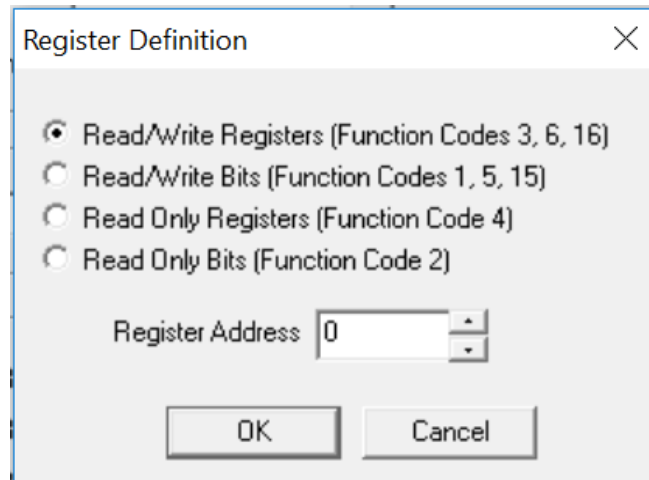 Register Definition
Read/Write Registers (Function Codes 3, 6, 16)
Read/Write Bits (Function Codes 1, 5, 15)
Read Only Registers (Function Code 4)
Read Only Bits (Function Code 2)
Register Address 0
OK Cancel